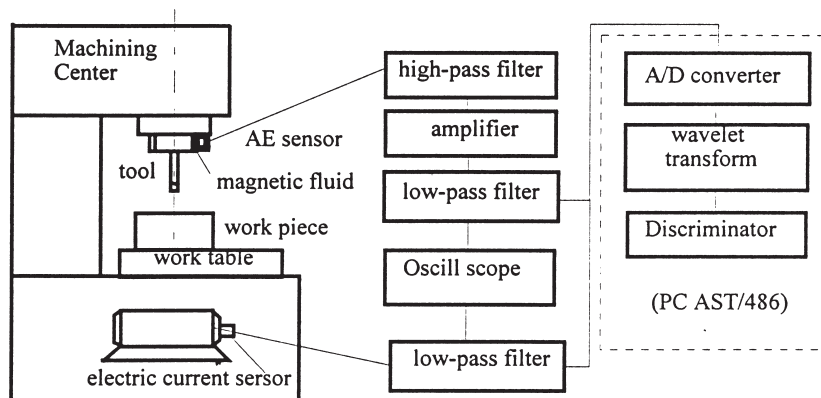 Machining
Center
AE sensor
tool
magnetic fluid
work piece
work table
electric current sersor
high-pass filter
amplifier
low-pass filter
Oscill scope
low-pass filter
A/D converter
wavelet
transform
Discriminator
(PC AST/486)